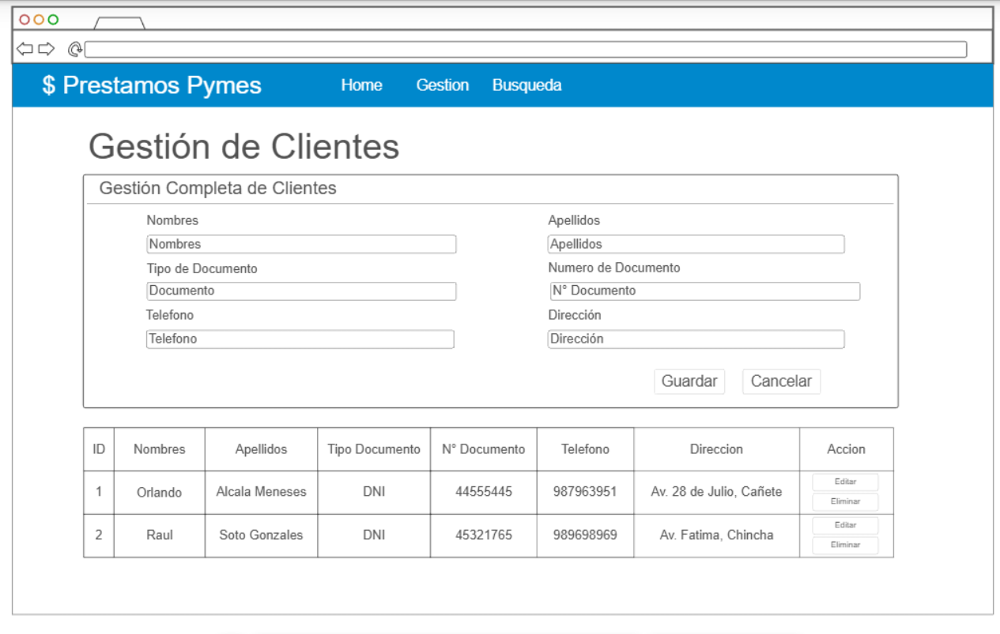 $ Prestamos Pymes Home Gestion Busqueda
Gestión de Clientes
Gestión Completa de Clientes
Nombres Apellidos
Nombres Apellidos
Tipo de Documento Numero de Documento
Documento N° Documento
Telefono Dirección
Telefono Dirección
Guardar Cancelar
ID Nombres Apellidos Tipo Documento N° Documento Telefono Direccion Accion
1 Orlando Alcala Meneses DNI 44555445 987963951 Av. 28 de Julio, Cañete Editar
Eliminar
2 Raul Soto Gonzales DNI 45321765 989698969 Av. Fatima, Chincha Editar
Eliminar